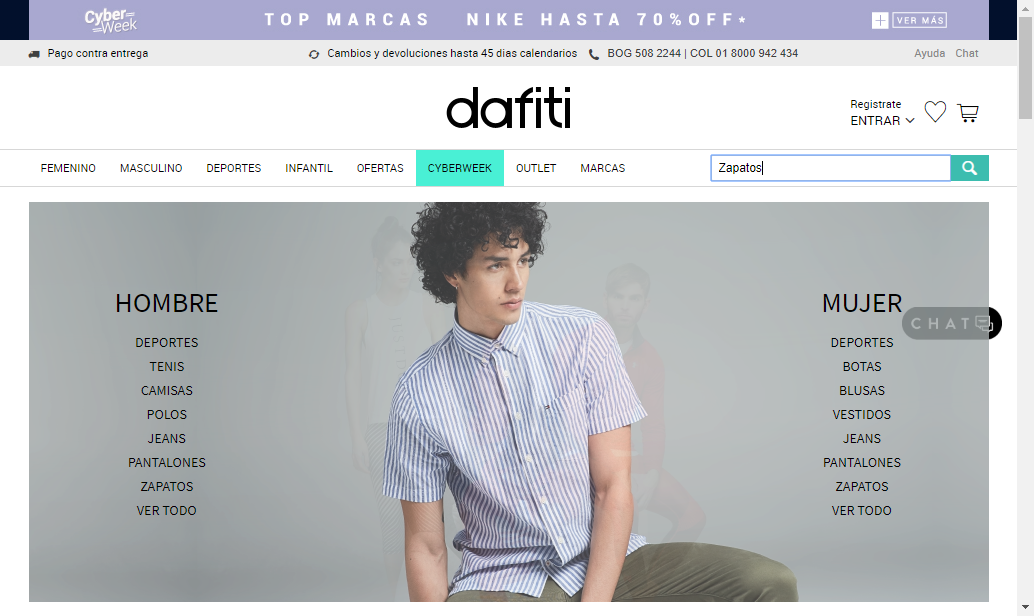 Cyber Week
TOP MARCAS NIKE HASTA 70%OFF*
VER MÁS
Pago contra entrega
Cambios y devoluciones hasta 45 dias calendarios
BOG 508 2244 | COL 01 8000 942 434
Ayuda
Chat
dafiti
Registrate
ENTRAR
FEMENINO
MASCULINO
DEPORTES
INFANTIL
OFERTAS
CYBERWEEK
OUTLET
MARCAS
Zapatos
HOMBRE
DEPORTES
TENIS
CAMISAS
POLOS
JEANS
PANTALONES
ZAPATOS
VER TODO
MUJER
DEPORTES
BOTAS
BLUSAS
VESTIDOS
JEANS
PANTALONES
ZAPATOS
VER TODO
CHAT